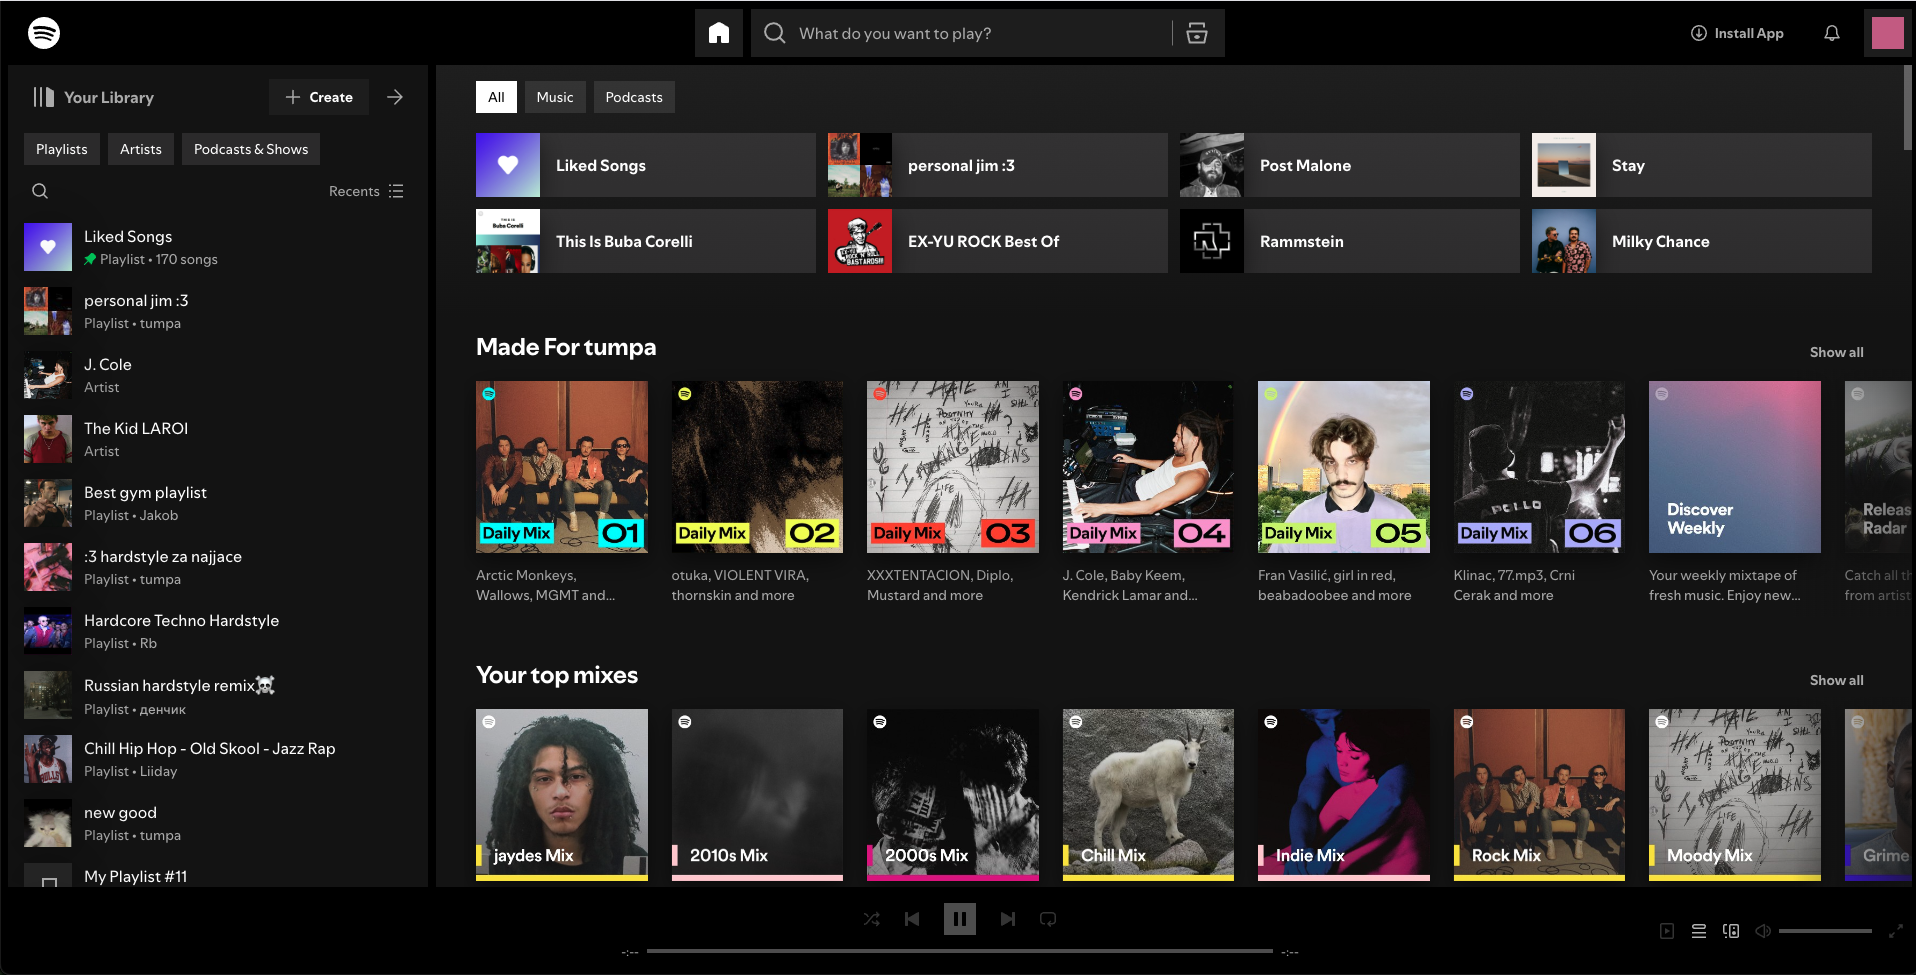 What do you want to play?
Install App
Your Library
Create
Playlists
Artists
Podcasts & Shows
Recents
Liked Songs
Playlist • 170 songs
personal jim :3
Playlist • tumpa
J. Cole
Artist
The Kid LAROI
Artist
Best gym playlist
Playlist • Jakob
:3 hardstyle za najjace
Playlist • tumpa
Hardcore Techno Hardstyle
Playlist • Rb
Russian hardstyle remix☠️
Playlist • денчик
Chill Hip Hop - Old Skool - Jazz Rap
Playlist • Liiday
new good
Playlist • tumpa
My Playlist #11
All
Music
Podcasts
Liked Songs
personal jim :3
Post Malone
Stay
THIS IS
Buba Corelli
This Is Buba Corelli
EX-YU ROCK Best Of
Rammstein
Milky Chance
Made For tumpa
Show all
Daily Mix 01
Daily Mix 02
Daily Mix 03
Daily Mix 04
Daily Mix 05
Daily Mix 06
Discover
Weekly
Releas
Radar
Arctic Monkeys,
Wallows, MGMT and...
otuka, VIOLENT VIRA,
thornskin and more
XXXTENTACION, Diplo,
Mustard and more
J. Cole, Baby Keem,
Kendrick Lamar and...
Fran Vasilić, girl in red,
beabadoobee and more
Klinac, 77.mp3, Crni
Cerak and more
Your weekly mixtape of
fresh music. Enjoy new...
Catch all th
from artist
Your top mixes
Show all
jaydes Mix
2010s Mix
2000s Mix
Chill Mix
Indie Mix
Rock Mix
Moody Mix
Grime
-:--
-:--